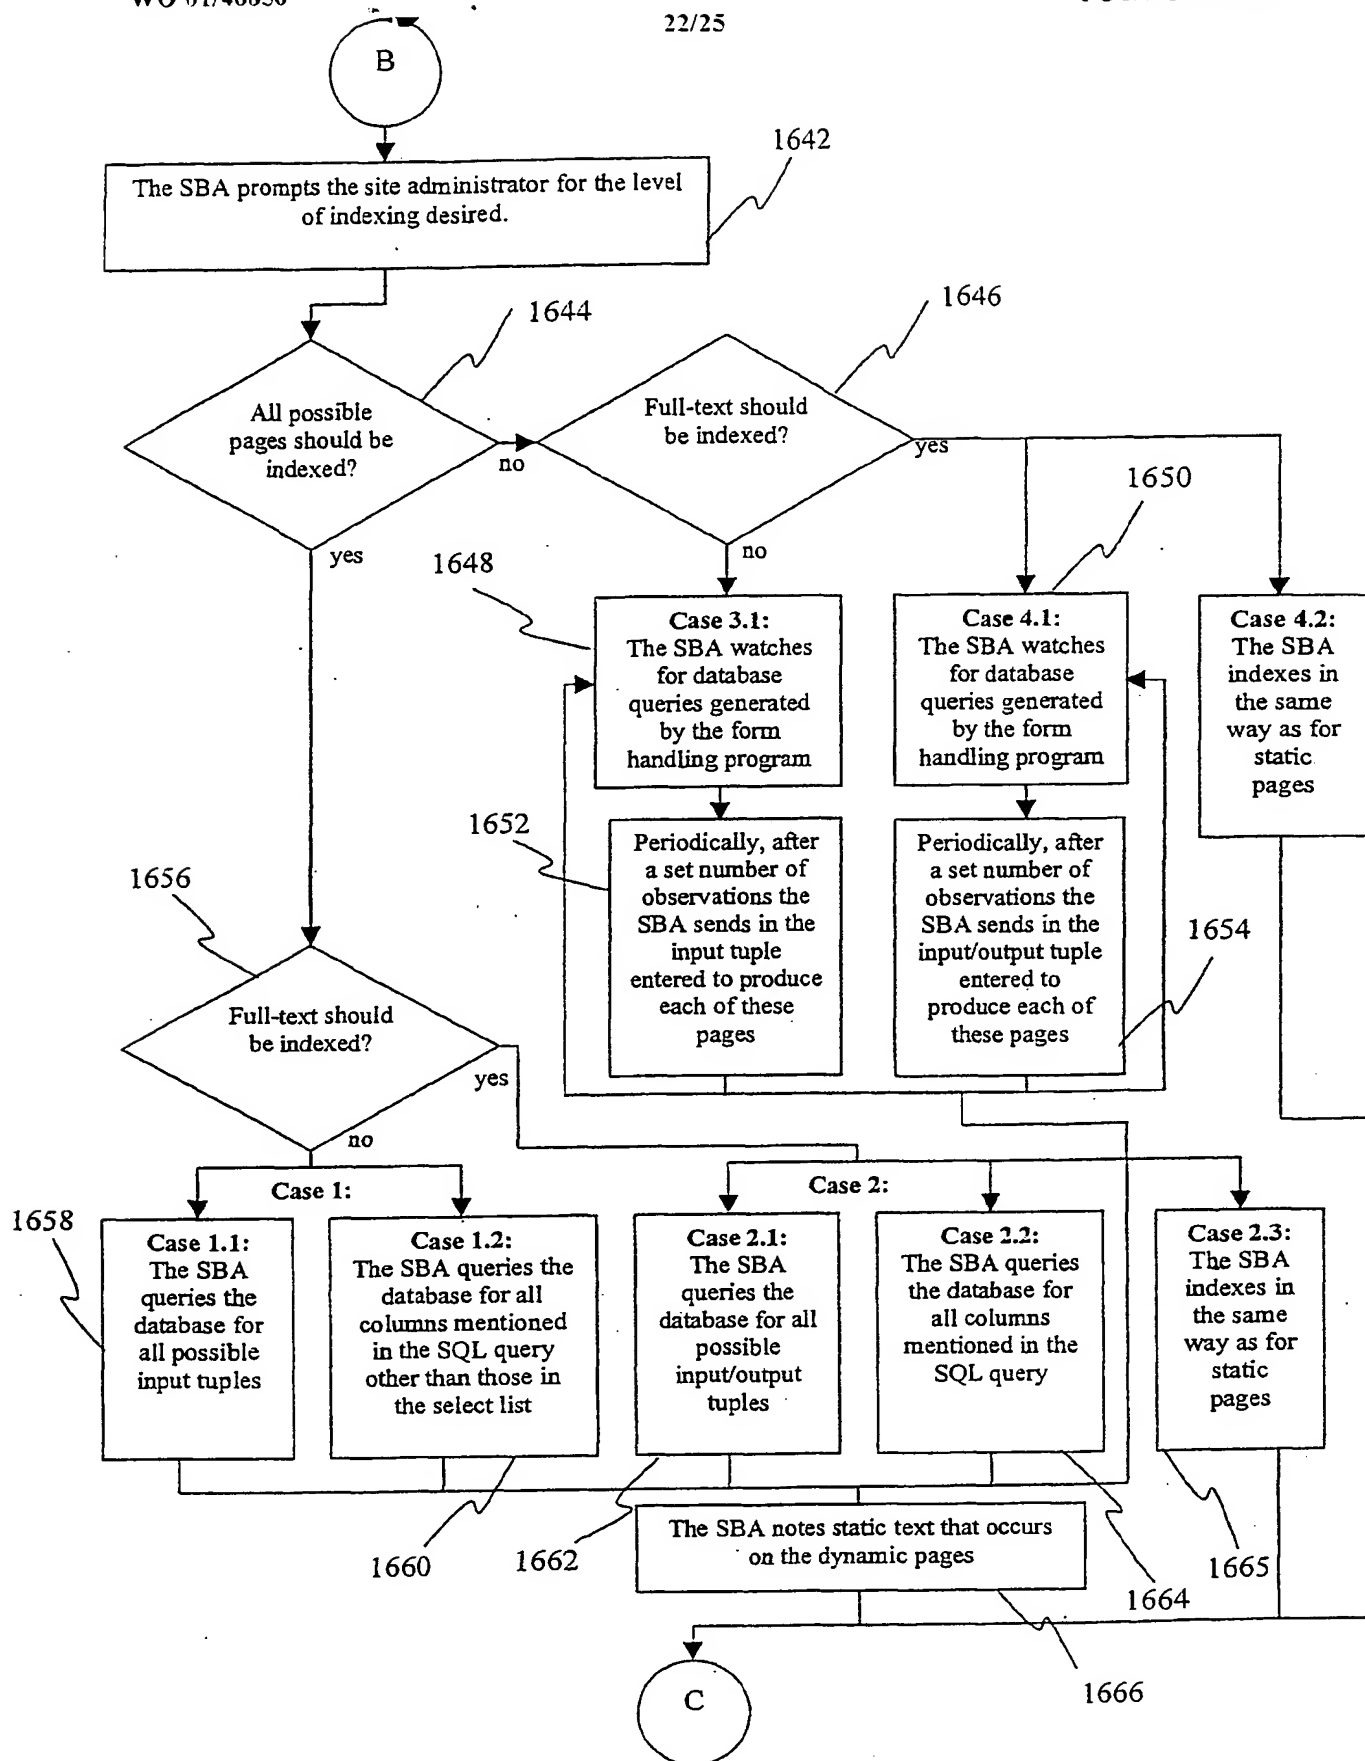 22/25
B
1642
The SBA prompts the site administrator for the level
of indexing desired.
1644
1646
All possible
pages should be
indexed?
no
yes
Full-text should
be indexed?
yes
no
1648
1650
Case 3.1:
The SBA watches
for database
queries generated
by the form
handling program
Case 4.1:
The SBA watches
for database
queries generated
by the form
handling program
Case 4.2:
The SBA
indexes in
the same
way as for
static
pages
1652
Periodically, after
a set number of
observations the
SBA sends in the
input tuple
entered to produce
each of these
pages
Periodically, after
a set number of
observations the
SBA sends in the
input/output tuple
entered to
produce each of
these pages
1654
1656
Full-text should
be indexed?
yes
no
Case 1:
Case 2:
1658
Case 1.1:
The SBA
queries the
database for
all possible
input tuples
Case 1.2:
The SBA queries the
database for all
columns mentioned
in the SQL query
other than those in
the select list
Case 2.1:
The SBA
queries the
database for all
possible
input/output
tuples
Case 2.2:
The SBA queries
the database for
all columns
mentioned in the
SQL query
Case 2.3:
The SBA
indexes in
the same
way as for
static
pages
1660
1662
The SBA notes static text that occurs
on the dynamic pages
1664
1665
1666
C